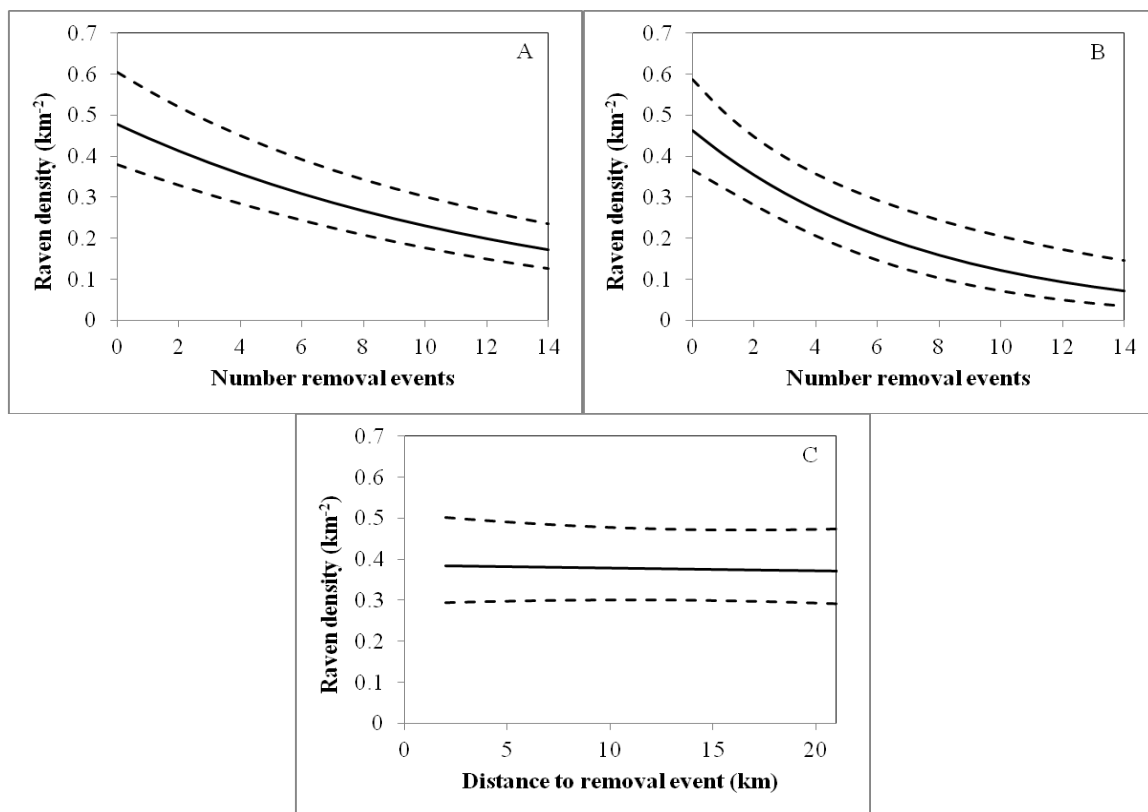 A
0.7
0.6
0.5
0.4
0.3
0.2
0.1
0
Raven density (km⁻²)
0 2 4 6 8 10 12 14
Number removal events
B
0.7
0.6
0.5
0.4
0.3
0.2
0.1
0
Raven density (km⁻²)
0 2 4 6 8 10 12 14
Number removal events
C
0.7
0.6
0.5
0.4
0.3
0.2
0.1
0
Raven density (km⁻²)
0 5 10 15 20
Distance to removal event (km)